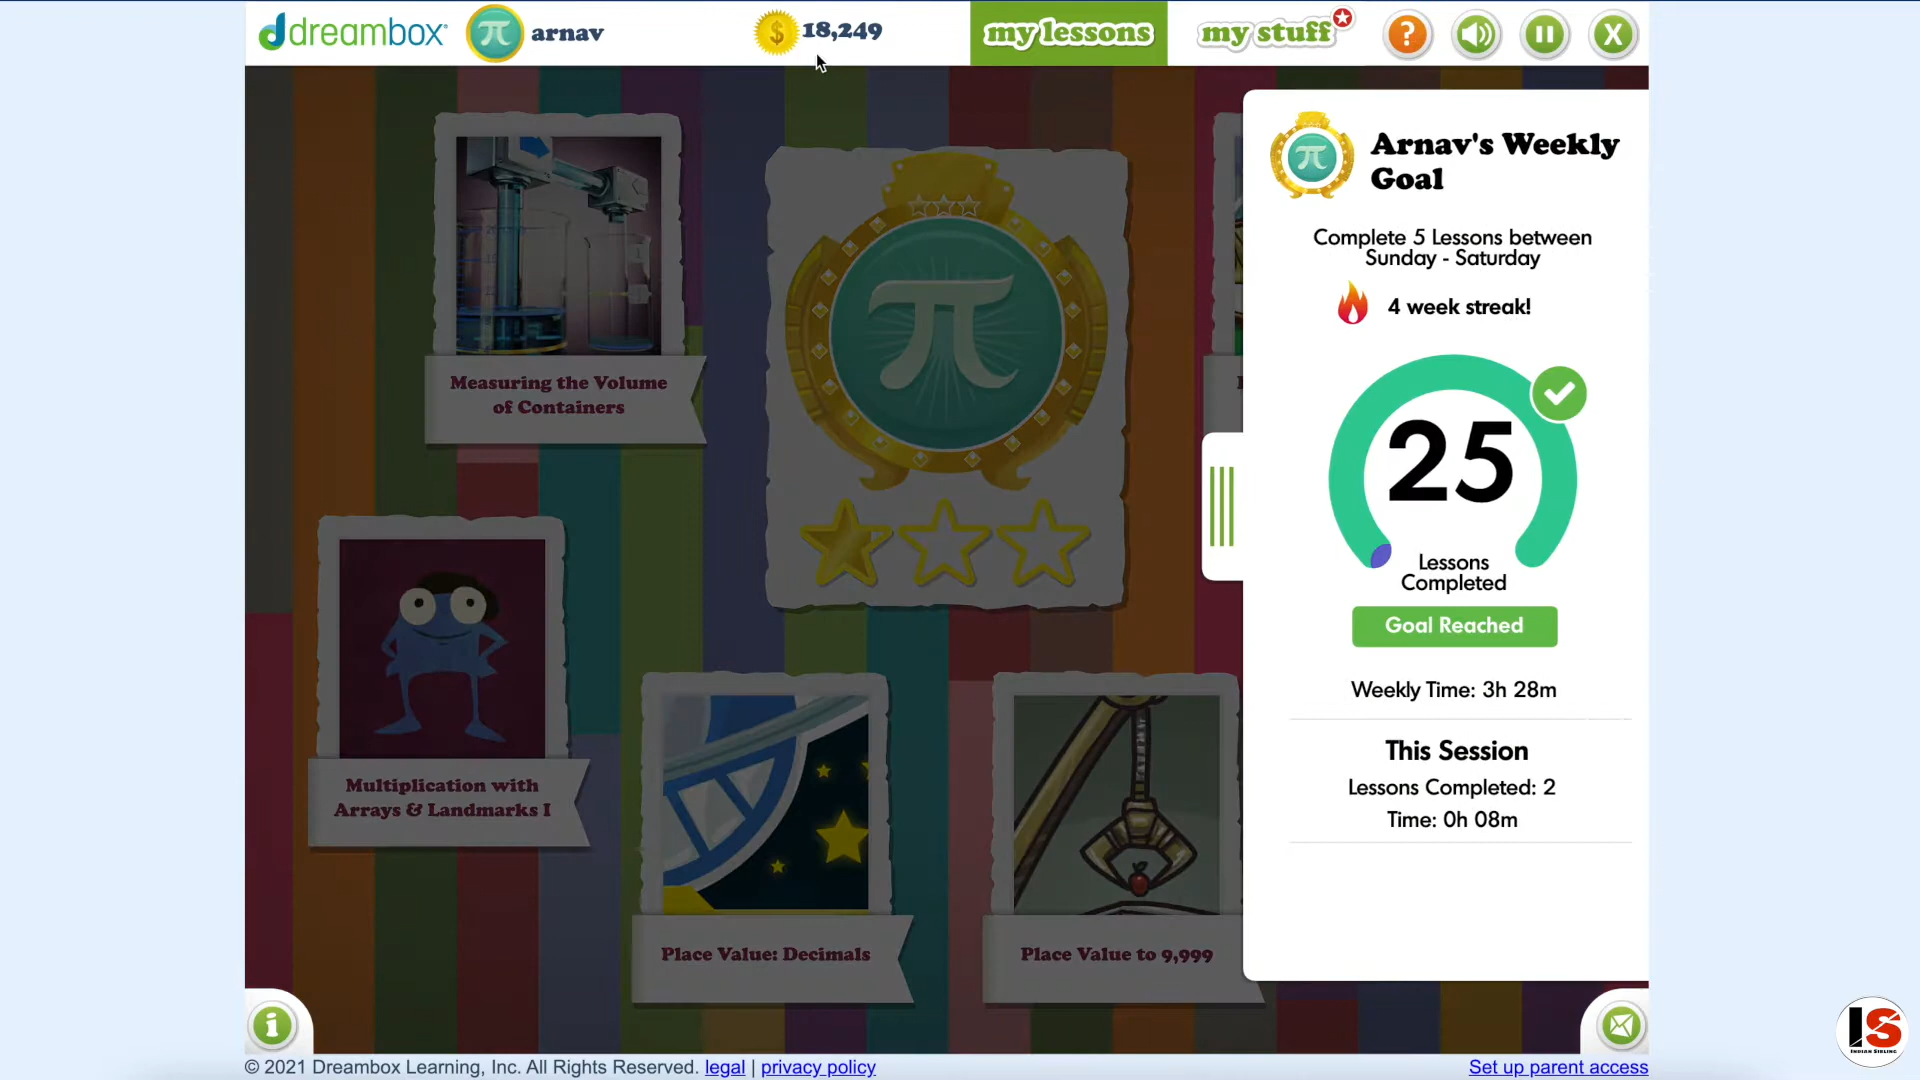 dreambox
arnav
18,249
my lessons
my stuff
Measuring the Volume
of Containers
Multiplication with
Arrays & Landmarks I
Place Value: Decimals
Place Value to 9,999
Arnav's Weekly
Goal
Complete 5 Lessons between
Sunday - Saturday
4 week streak!
25
Lessons
Completed
Goal Reached
Weekly Time: 3h 28m
This Session
Lessons Completed: 2
Time: 0h 08m
© 2021 Dreambox Learning, Inc. All Rights Reserved. legal | privacy policy
Set up parent access
IS
INDIAN SIBLING